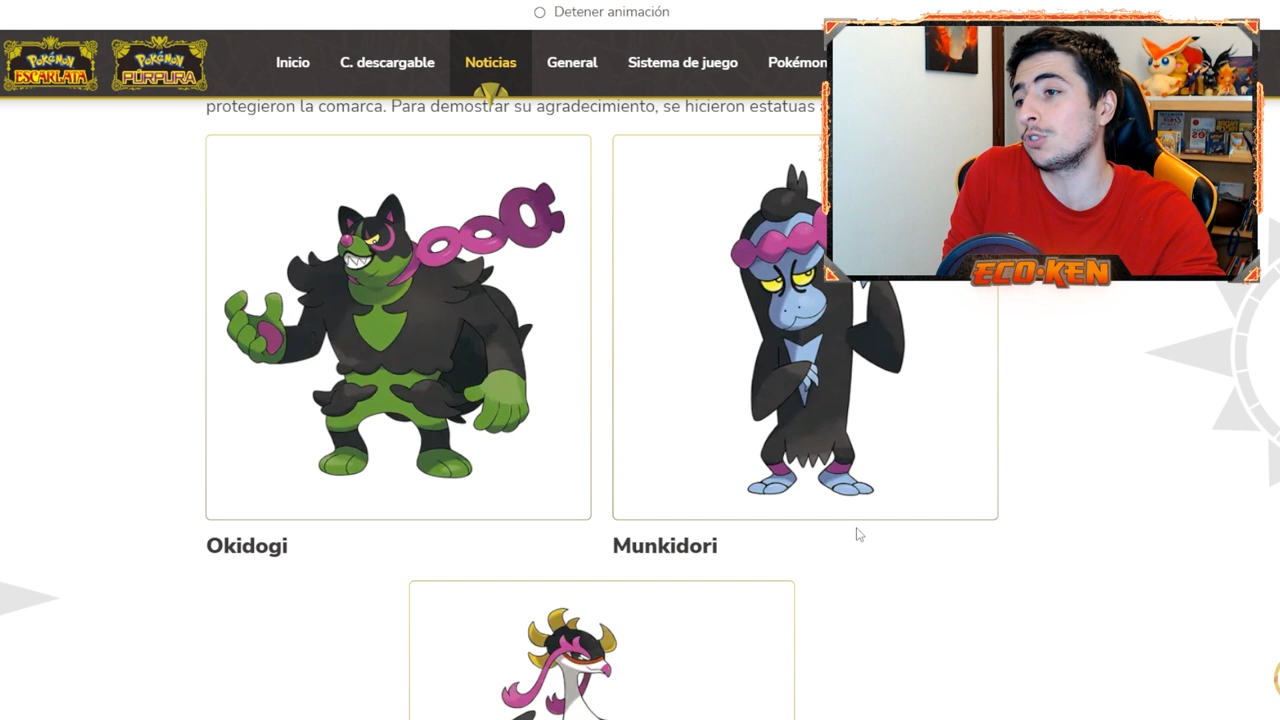 Detener animación
POKéMON ESCARLATA
POKéMON PÚRPURA
Inicio C. descargable Noticias General Sistema de juego Pokémon
protegieron la comarca. Para demostrar su agradecimiento, se hicieron estatuas
ECO·KEN
Okidogi Munkidori